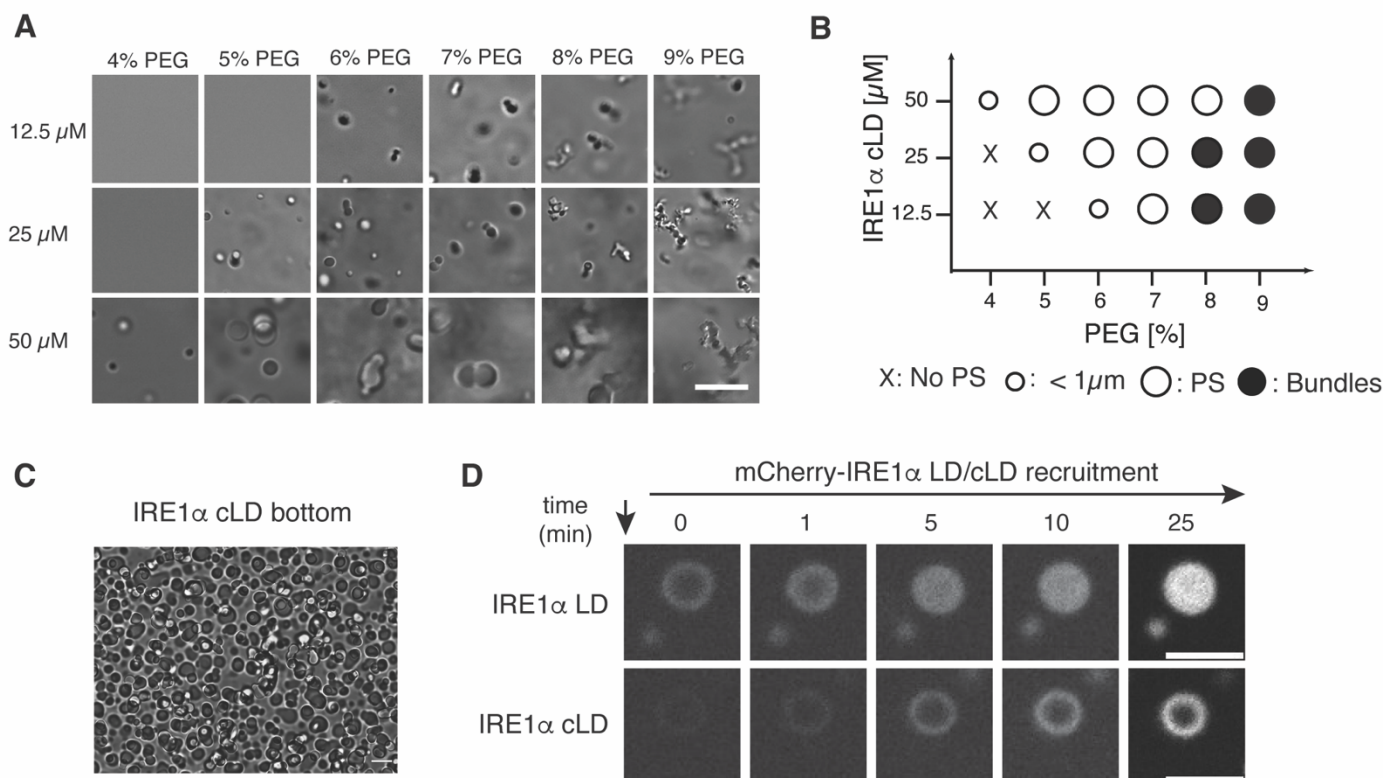 A
4% PEG 5% PEG 6% PEG 7% PEG 8% PEG 9% PEG
12.5 µM
25 µM
50 µM
B
IRE1α cLD [µM]
50
25
12.5
X
X X
4 5 6 7 8 9
PEG [%]
X: No PS : < 1µm : PS : Bundles
C
IRE1α cLD bottom
D
mCherry-IRE1α LD/cLD recruitment
time
(min)
0 1 5 10 25
IRE1α LD
IRE1α cLD